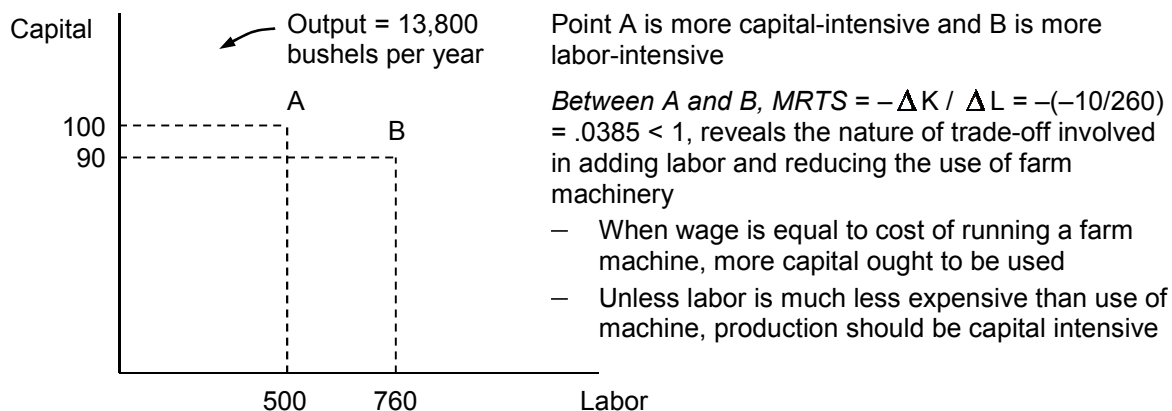 Capital
Output = 13,800
bushels per year
A
B
100
90
500
760
Labor
Point A is more capital-intensive and B is more
labor-intensive
Between A and B, MRTS = –ΔK / ΔL = –(–10/260)
= .0385 < 1, reveals the nature of trade-off involved
in adding labor and reducing the use of farm
machinery
– When wage is equal to cost of running a farm
machine, more capital ought to be used
– Unless labor is much less expensive than use of
machine, production should be capital intensive